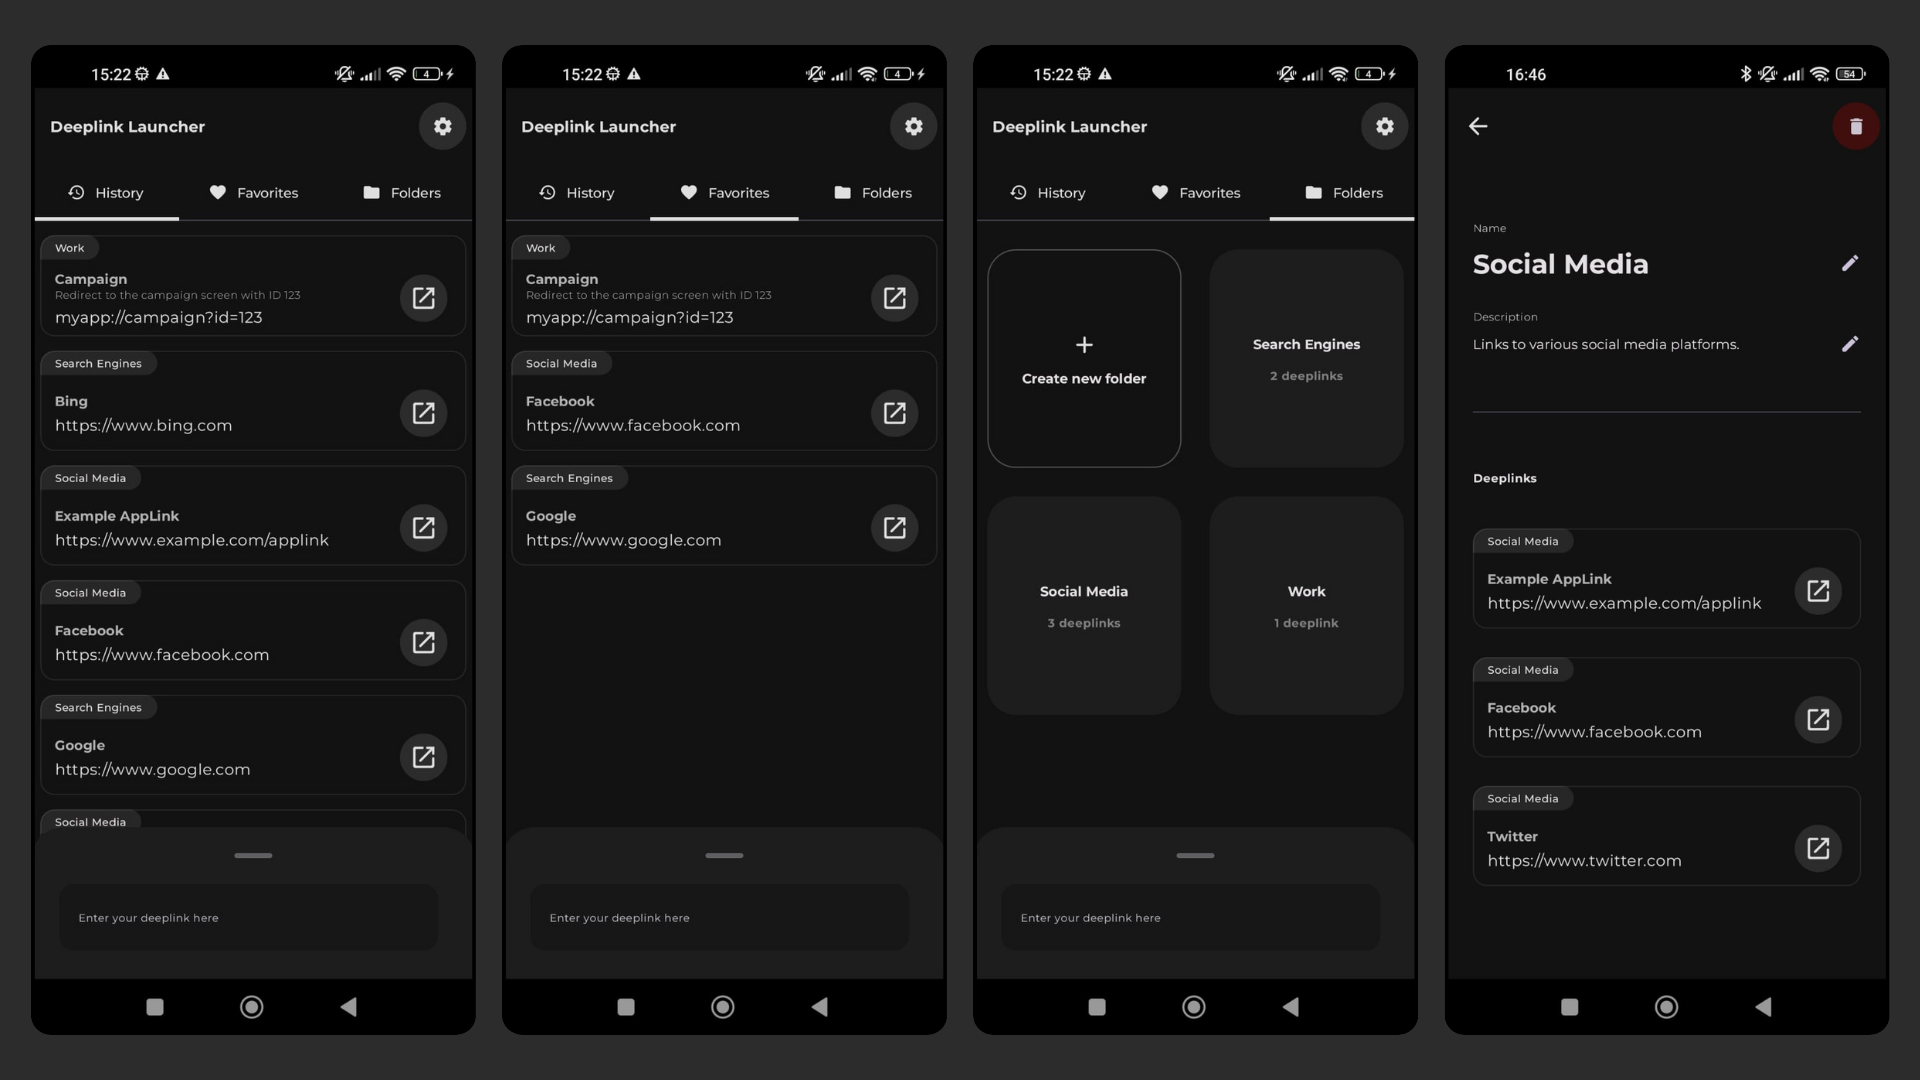 15:22
4
Deeplink Launcher
History
Favorites
Folders
Work
Campaign
Redirect to the campaign screen with ID 123
myapp://campaign?id=123
Search Engines
Bing
https://www.bing.com
Social Media
Example AppLink
https://www.example.com/applink
Social Media
Facebook
https://www.facebook.com
Search Engines
Google
https://www.google.com
Social Media
Enter your deeplink here
15:22
4
Deeplink Launcher
History
Favorites
Folders
Work
Campaign
Redirect to the campaign screen with ID 123
myapp://campaign?id=123
Social Media
Facebook
https://www.facebook.com
Search Engines
Google
https://www.google.com
Enter your deeplink here
15:22
4
Deeplink Launcher
History
Favorites
Folders
+
Create new folder
Search Engines
2 deeplinks
Social Media
3 deeplinks
Work
1 deeplink
Enter your deeplink here
16:46
54
Name
Social Media
Description
Links to various social media platforms.
Deeplinks
Social Media
Example AppLink
https://www.example.com/applink
Social Media
Facebook
https://www.facebook.com
Social Media
Twitter
https://www.twitter.com